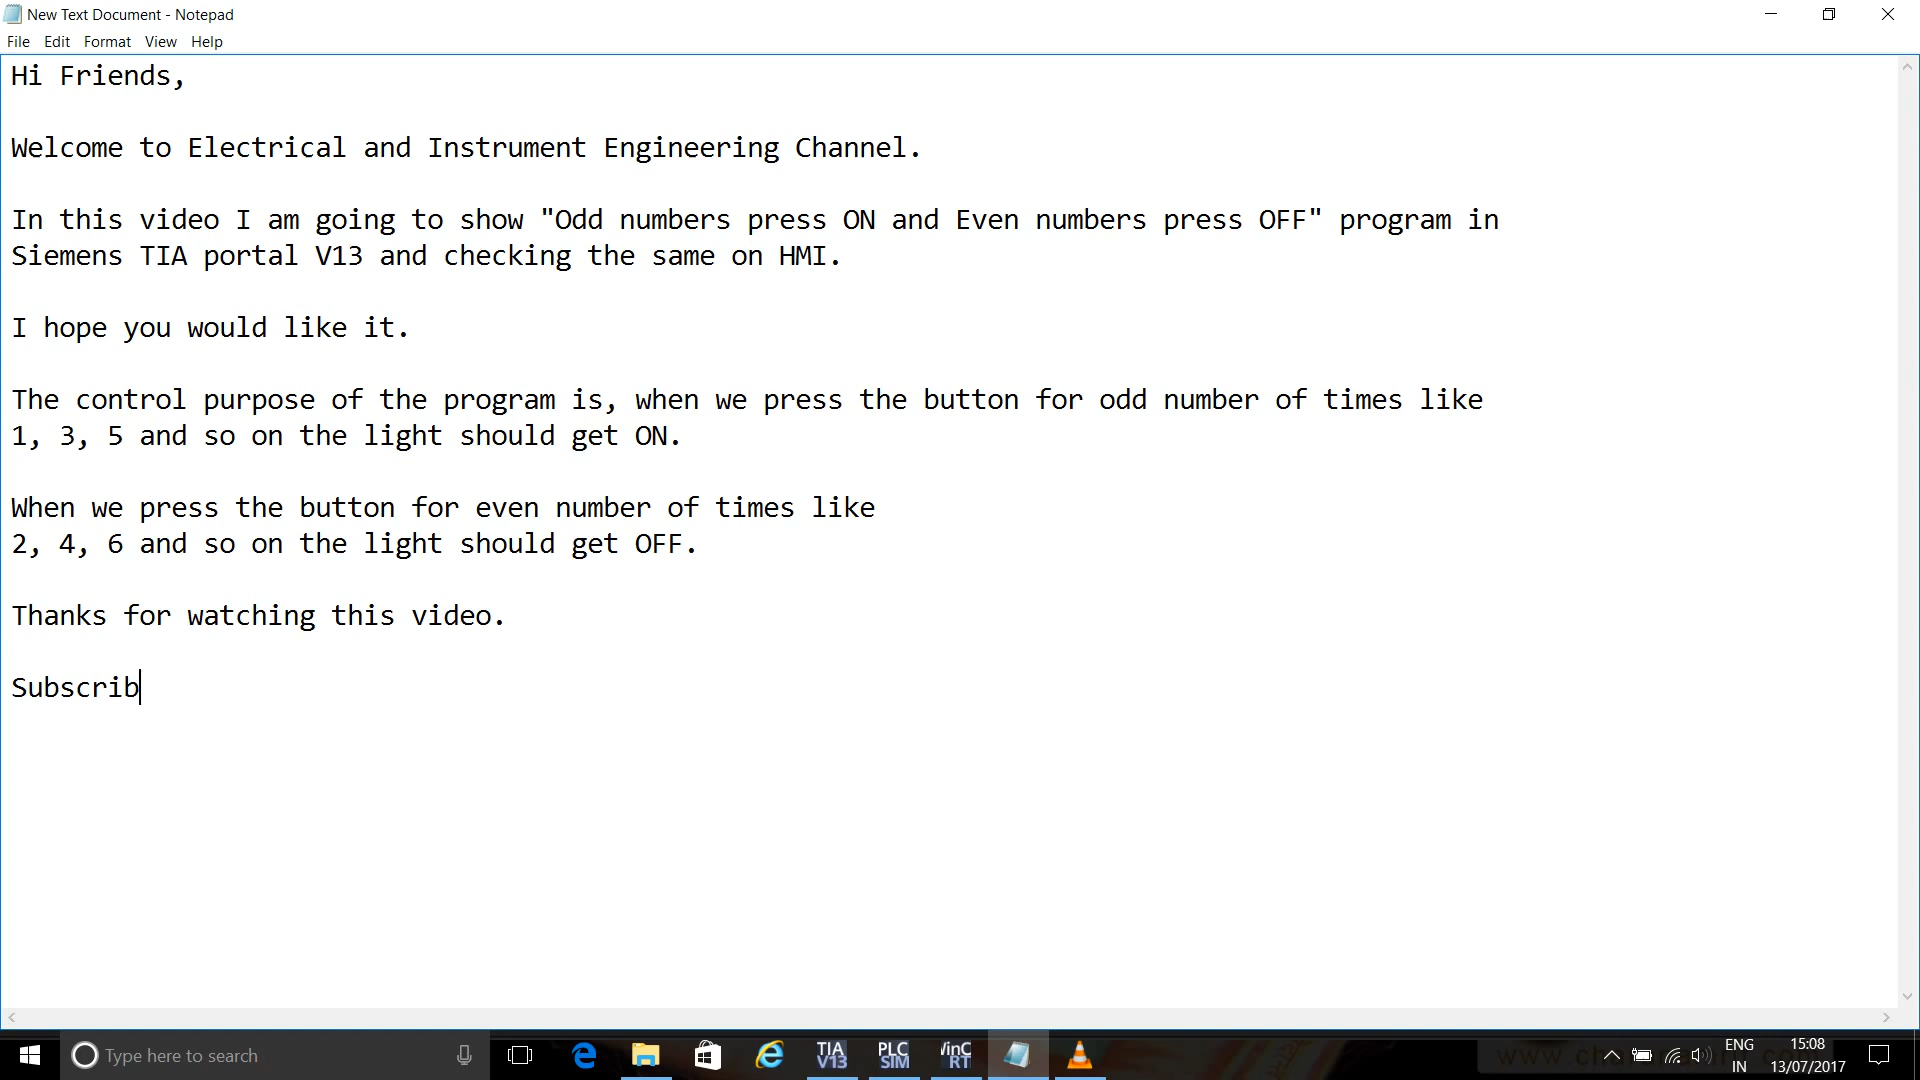 New Text Document - Notepad
File Edit Format View Help
Hi Friends,
Welcome to Electrical and Instrument Engineering Channel.
In this video I am going to show "Odd numbers press ON and Even numbers press OFF" program in
Siemens TIA portal V13 and checking the same on HMI.
I hope you would like it.
The control purpose of the program is, when we press the button for odd number of times like
1, 3, 5 and so on the light should get ON.
When we press the button for even number of times like
2, 4, 6 and so on the light should get OFF.
Thanks for watching this video.
Subscrib
Type here to search
TIA
V13
PLC
SIM
WinC
RT
ENG
IN
15:08
13/07/2017